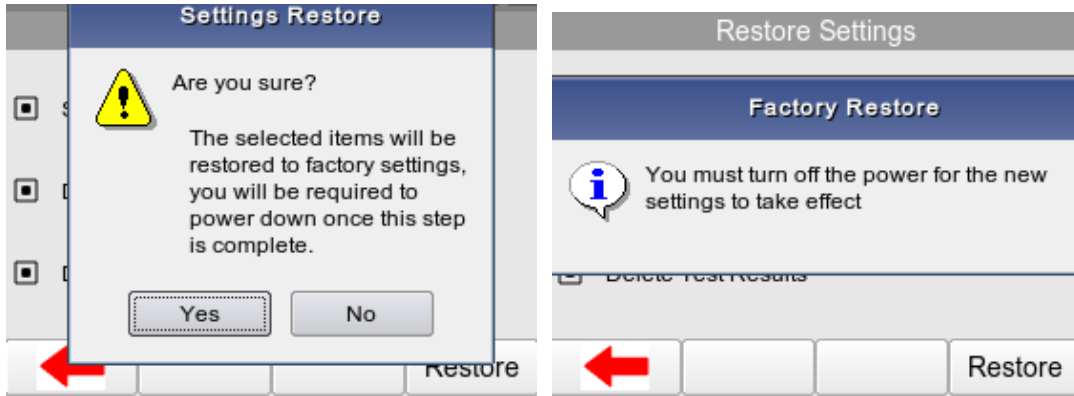 Settings Restore
Are you sure?
The selected items will be
restored to factory settings,
you will be required to
power down once this step
is complete.
Yes
No
Restore
Restore Settings
Factory Restore
You must turn off the power for the new
settings to take effect
Delete Test Results
Restore